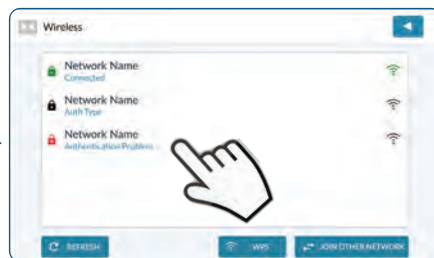 Wireless
Network Name
Connected
Network Name
Auth Type
Network Name
Authentication Problem
REFRESH
WPS
JOIN OTHER NETWORK